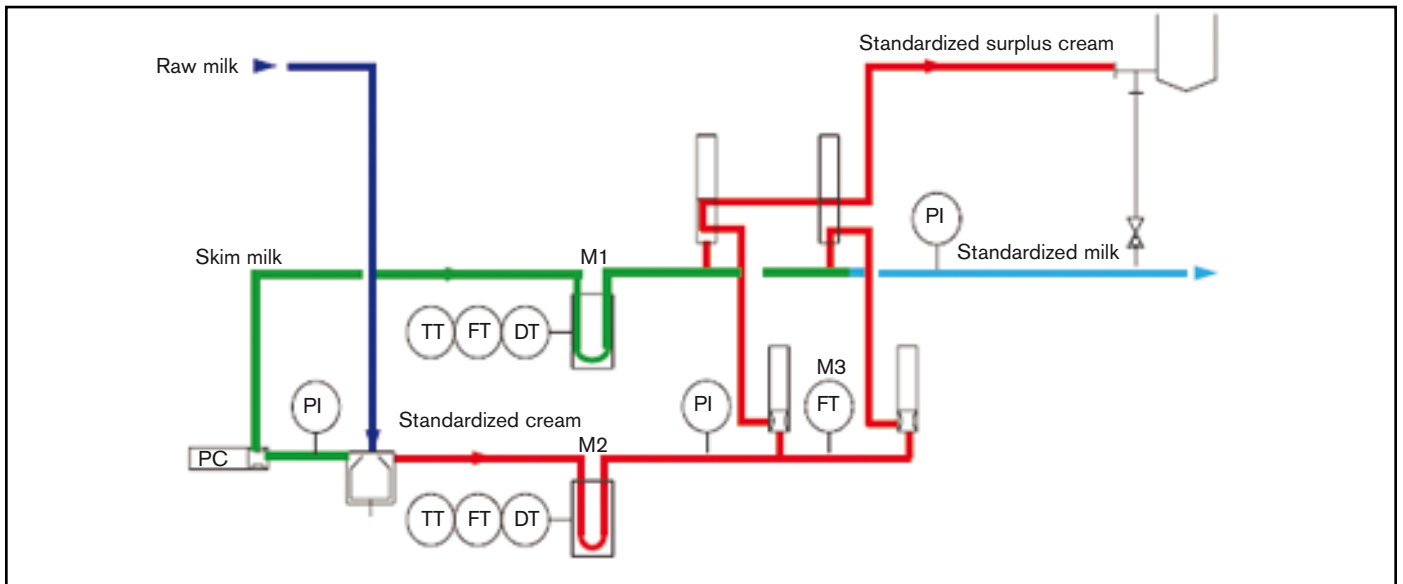 Standardized surplus cream
Raw milk
PI
Skim milk
M1
Standardized milk
TT FT DT
M3
PI
Standardized cream
PI
FT
M2
PC
TT FT DT